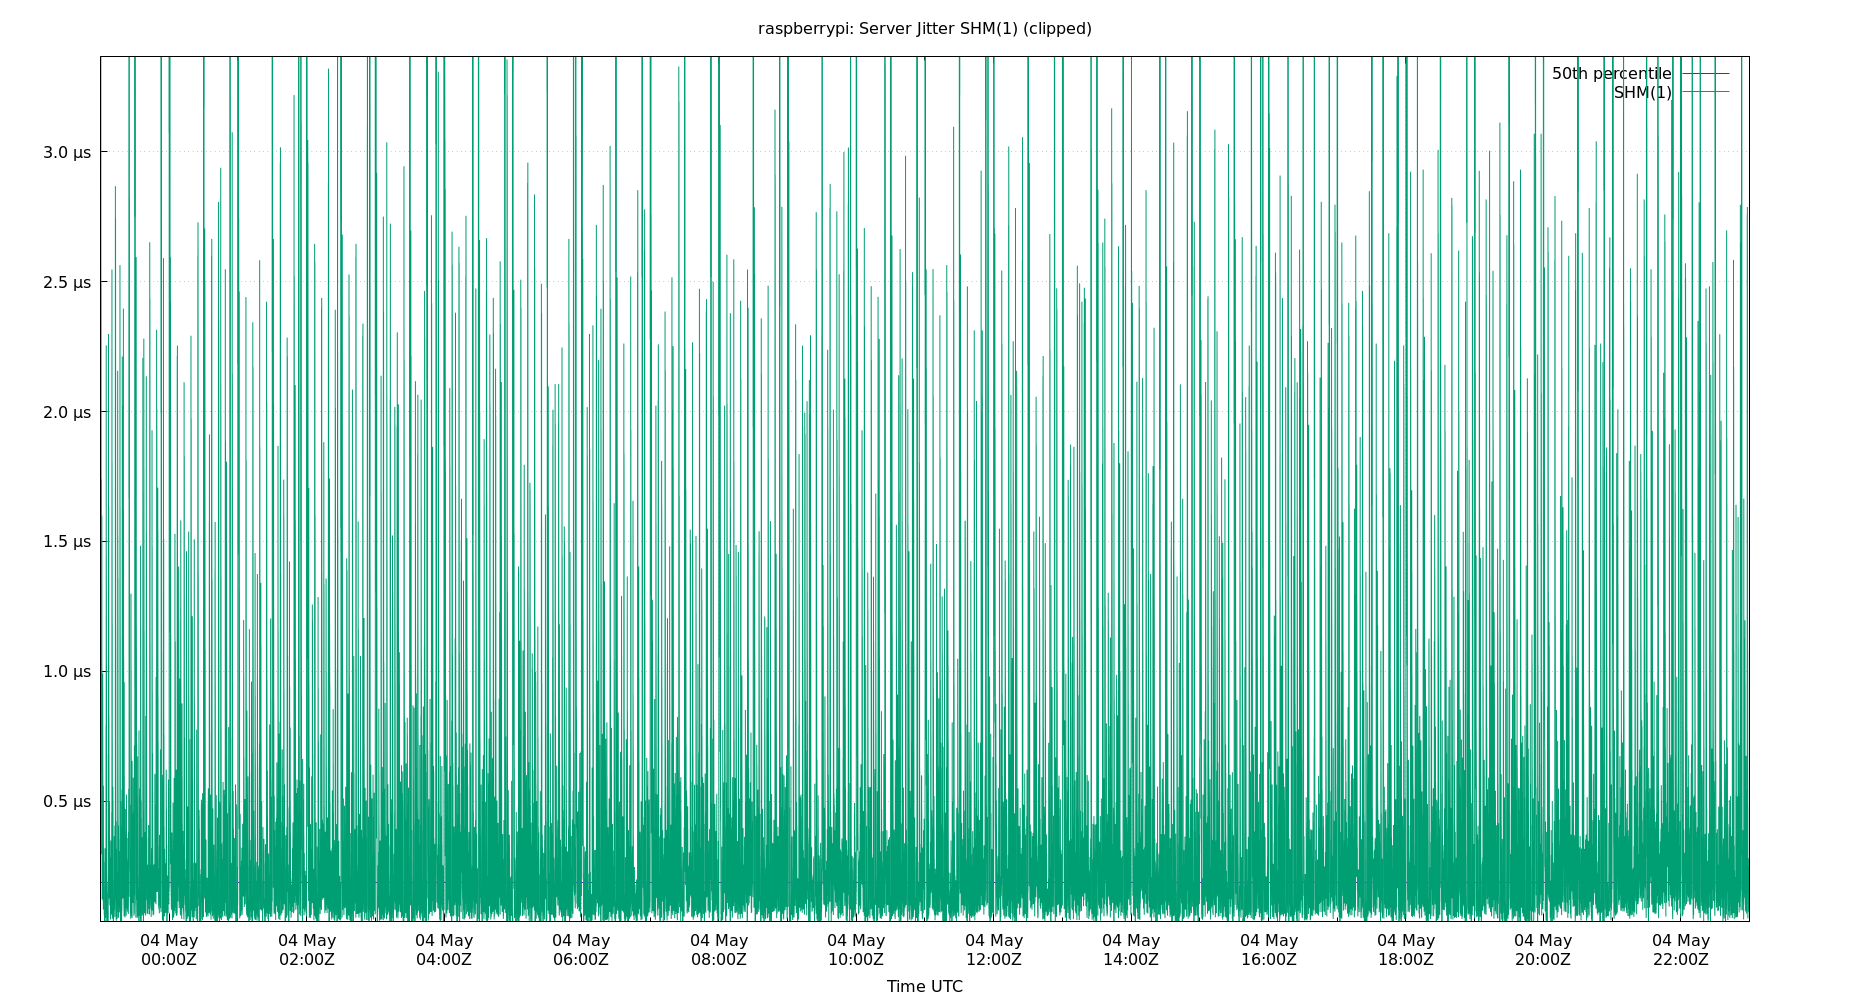 raspberrypi: Server Jitter SHM(1) (clipped)
50th percentile
SHM(1)
3.0 µs
2.5 µs
2.0 µs
1.5 µs
1.0 µs
0.5 µs
04 May 04 May 04 May 04 May 04 May 04 May 04 May 04 May 04 May 04 May 04 May 04 May
00:00Z 02:00Z 04:00Z 06:00Z 08:00Z 10:00Z 12:00Z 14:00Z 16:00Z 18:00Z 20:00Z 22:00Z
Time UTC